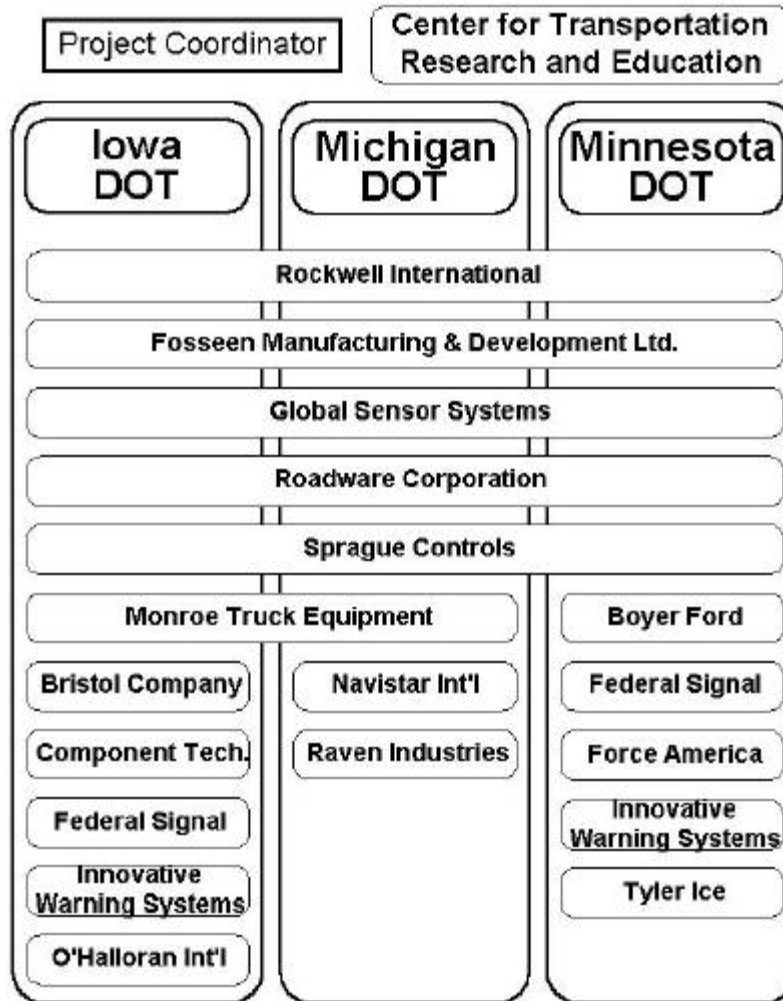 Project Coordinator
Center for Transportation
Research and Education
Iowa
DOT
Michigan
DOT
Minnesota
DOT
Rockwell International
Fosseen Manufacturing & Development Ltd.
Global Sensor Systems
Roadware Corporation
Sprague Controls
Monroe Truck Equipment
Boyer Ford
Bristol Company
Navistar Int'l
Federal Signal
Component Tech.
Raven Industries
Force America
Federal Signal
Innovative
Warning Systems
Innovative
Warning Systems
Tyler Ice
O'Halloran Int'l